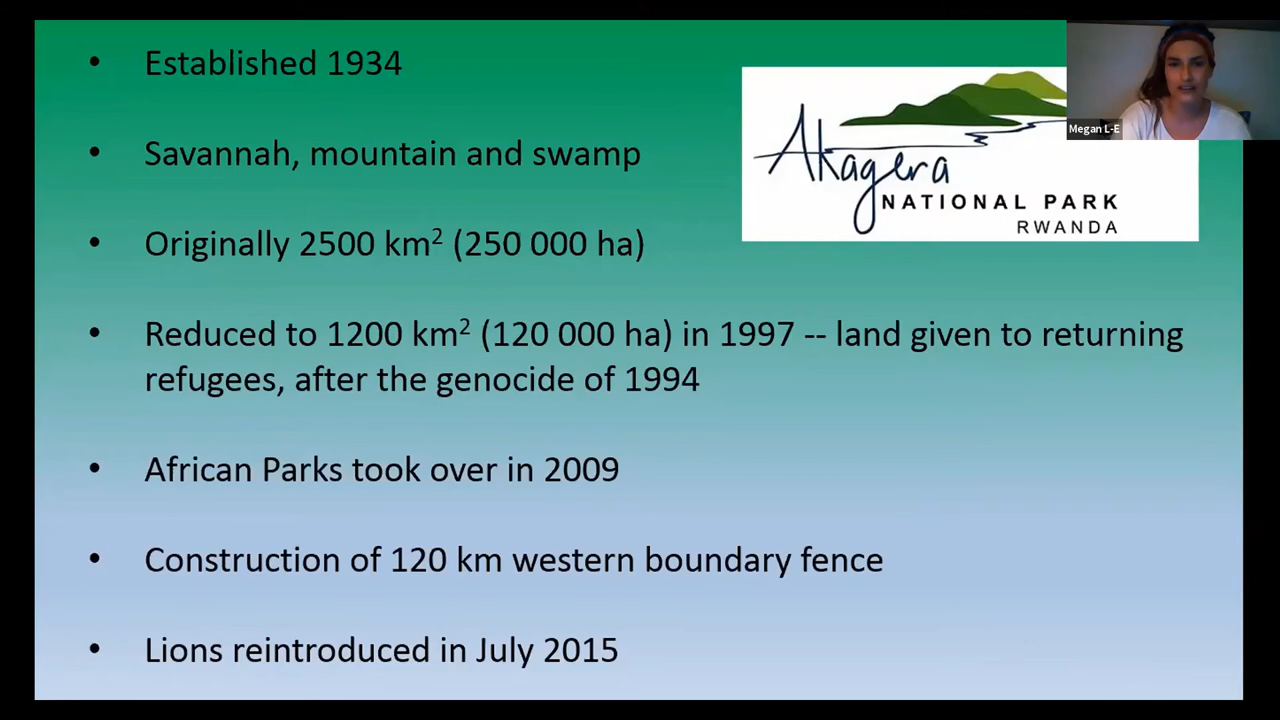 • Established 1934
• Savannah, mountain and swamp
• Originally 2500 km² (250 000 ha)
• Reduced to 1200 km² (120 000 ha) in 1997 -- land given to returning
refugees, after the genocide of 1994
• African Parks took over in 2009
• Construction of 120 km western boundary fence
• Lions reintroduced in July 2015
Akagera
NATIONAL PARK
RWANDA
Megan L-E